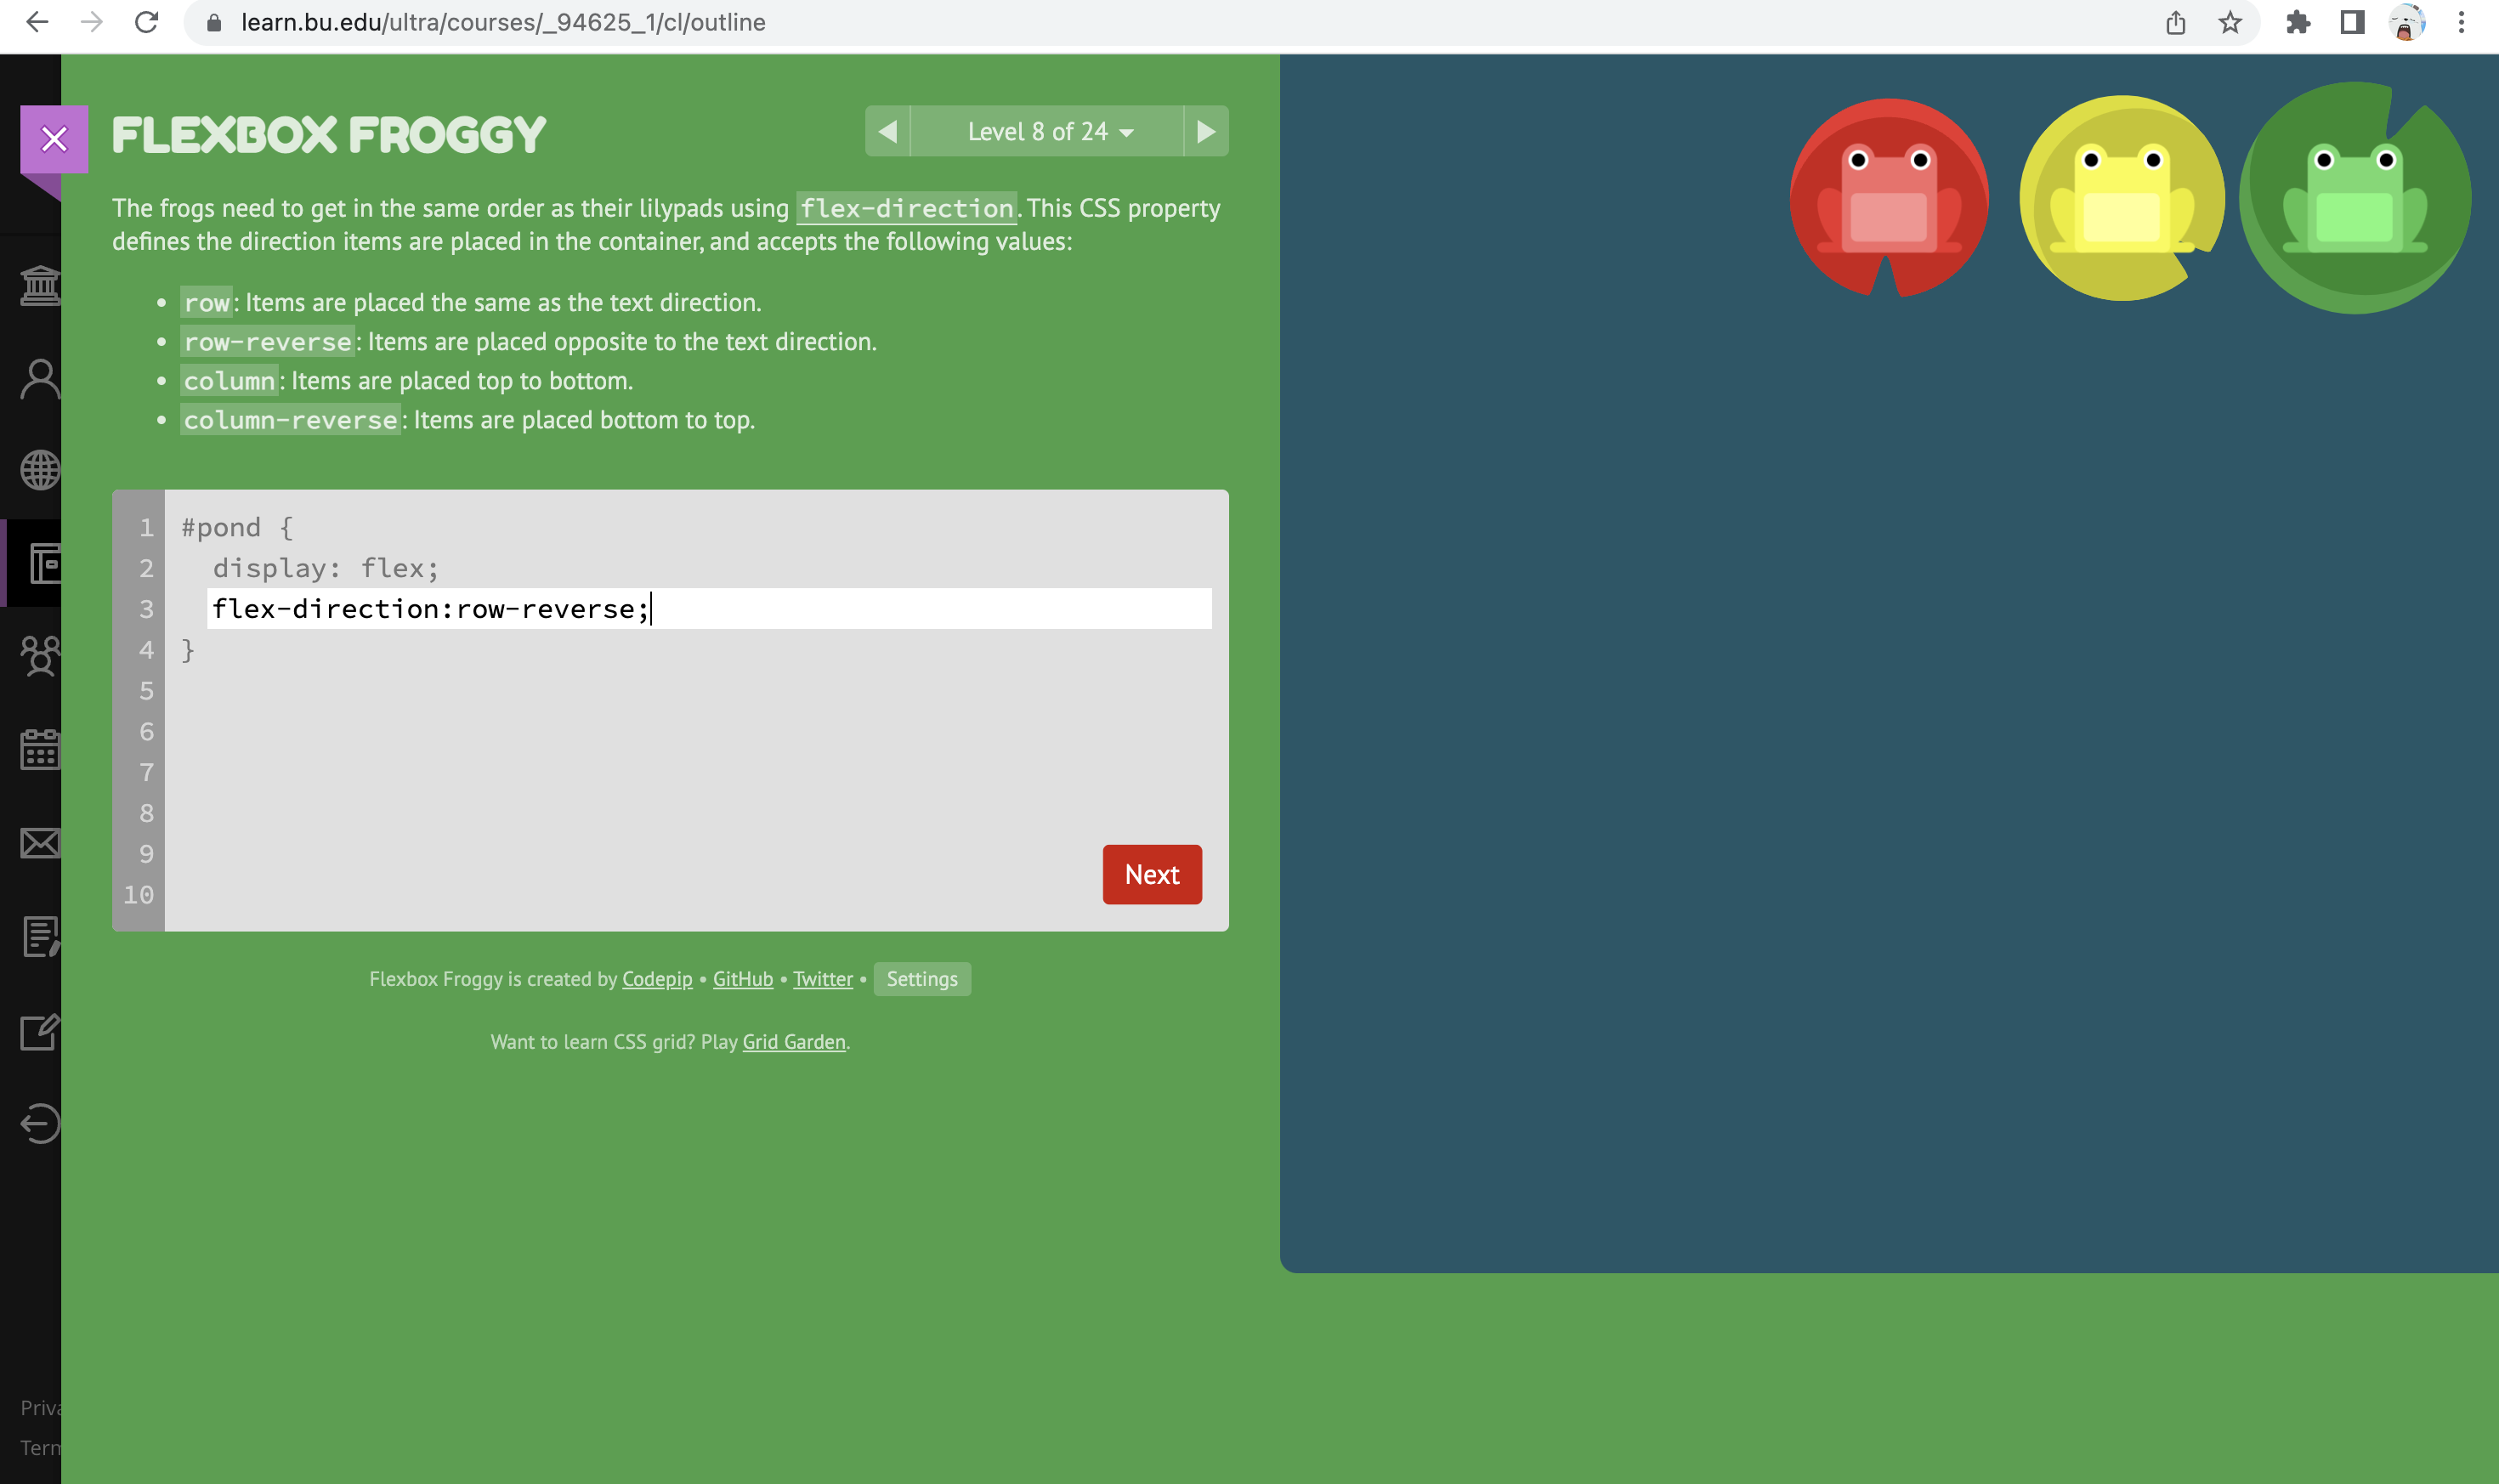 learn.bu.edu/ultra/courses/_94625_1/cl/outline
FLEXBOX FROGGY
Level 8 of 24
The frogs need to get in the same order as their lilypads using flex-direction. This CSS property
defines the direction items are placed in the container, and accepts the following values:
• row: Items are placed the same as the text direction.
• row-reverse: Items are placed opposite to the text direction.
• column: Items are placed top to bottom.
• column-reverse: Items are placed bottom to top.
1 #pond {
2 display: flex;
3 flex-direction:row-reverse;
4 }
5
6
7
8
9
10
Next
Flexbox Froggy is created by Codepip • GitHub • Twitter • Settings
Want to learn CSS grid? Play Grid Garden.